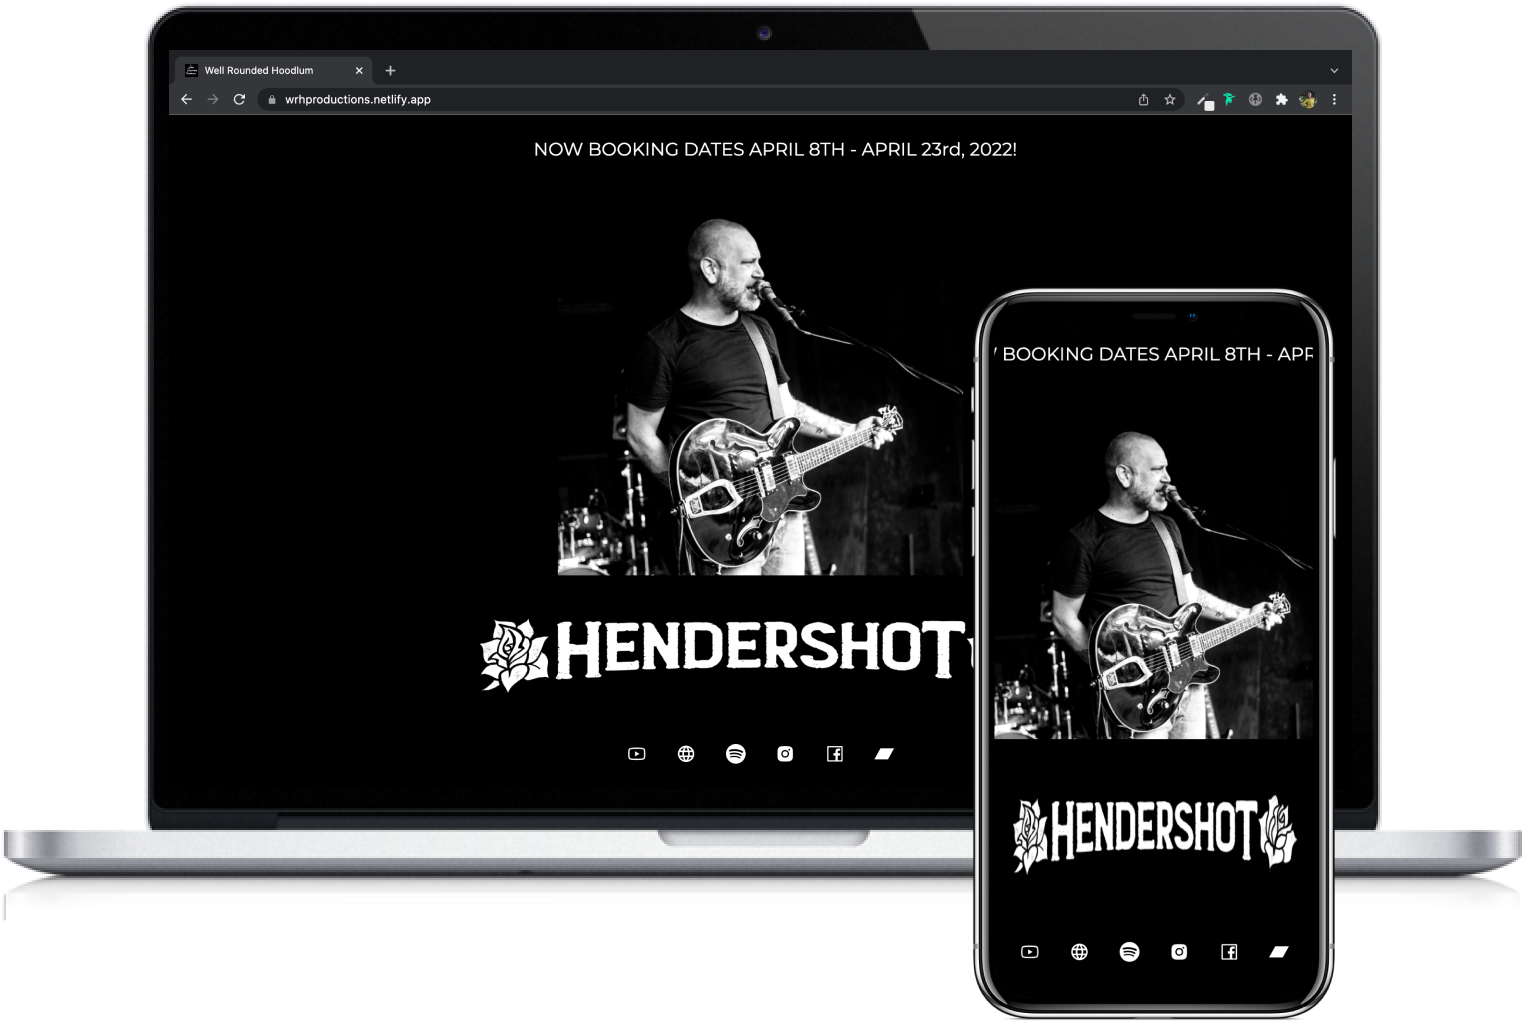 Well Rounded Hoodlum
wrhproductions.netlify.app
NOW BOOKING DATES APRIL 8TH - APRIL 23rd, 2022!
HENDERSHOT
BOOKING DATES APRIL 8TH - APR
HENDERSHOT